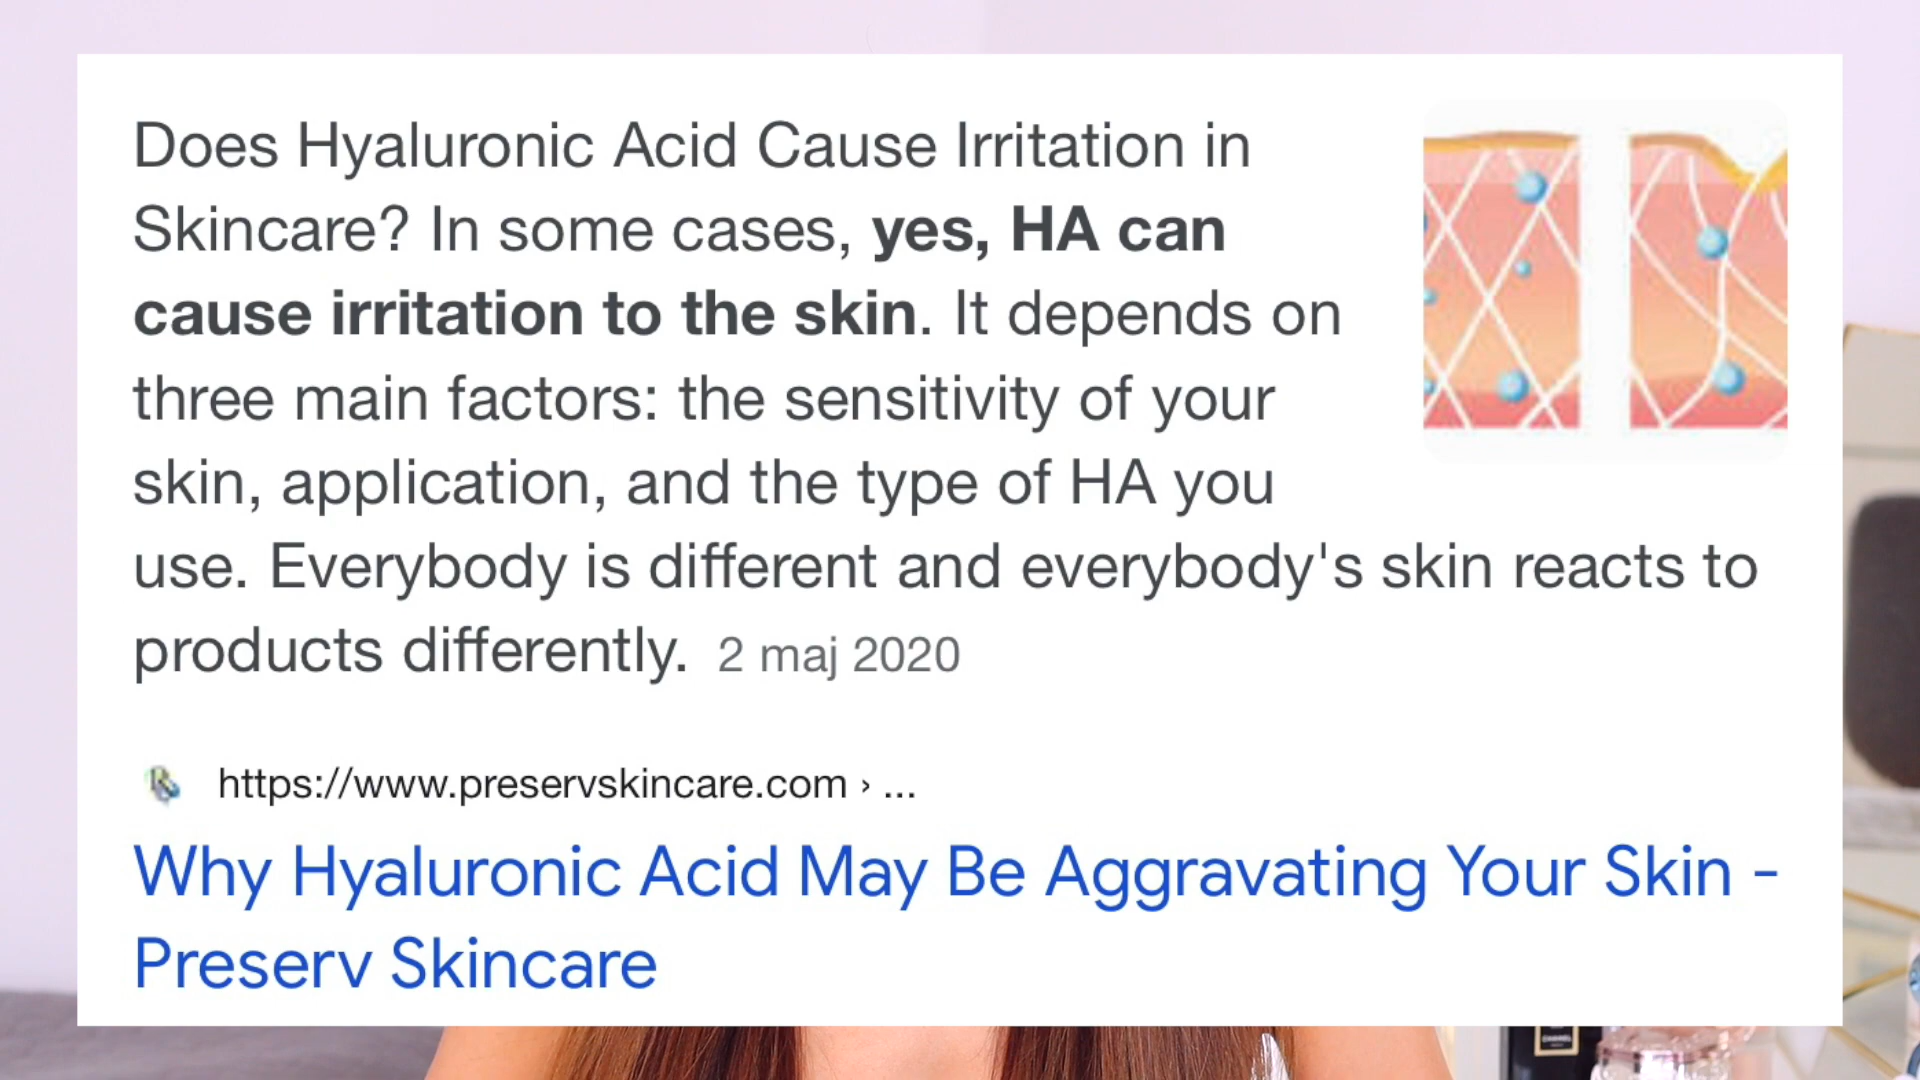 Does Hyaluronic Acid Cause Irritation in
Skincare? In some cases, yes, HA can
cause irritation to the skin. It depends on
three main factors: the sensitivity of your
skin, application, and the type of HA you
use. Everybody is different and everybody's skin reacts to
products differently. 2 maj 2020
https://www.preservskincare.com › ...
Why Hyaluronic Acid May Be Aggravating Your Skin -
Preserv Skincare
CHANEL